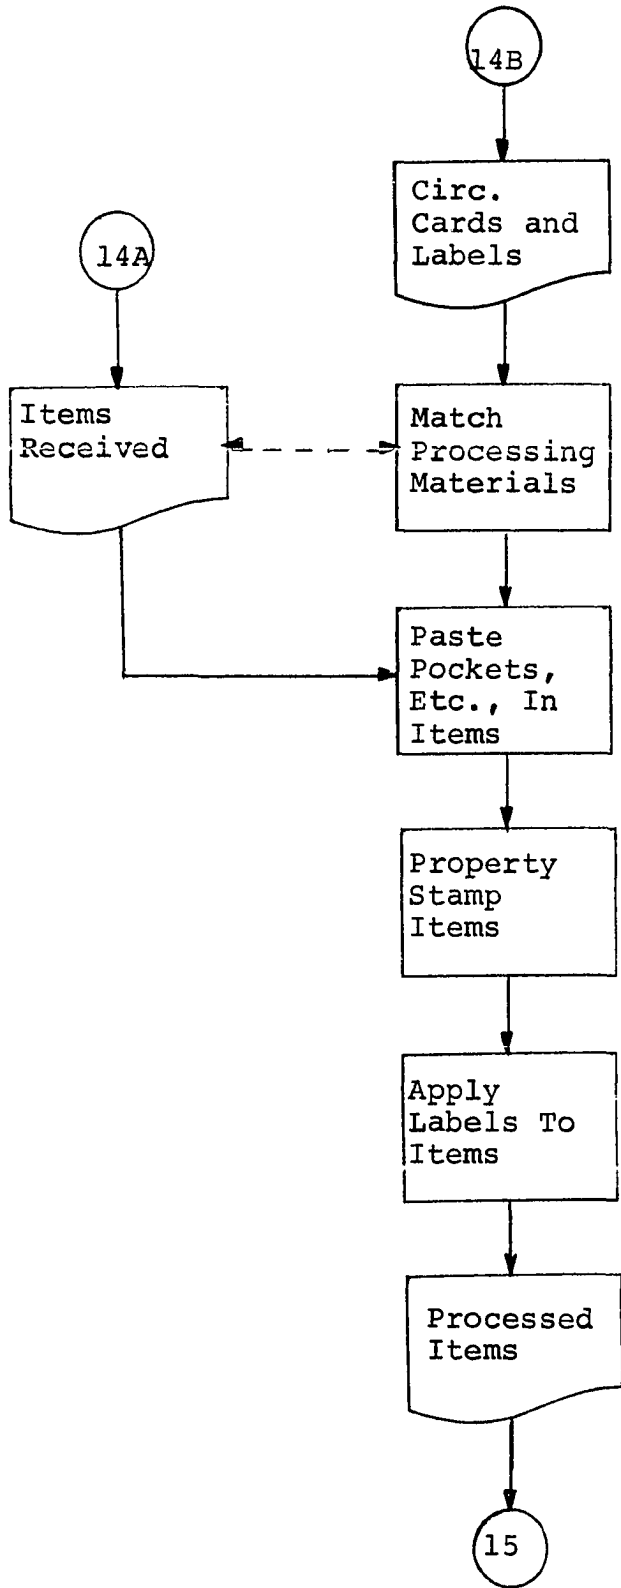 14B
Circ.
Cards and
Labels
14A
Items
Received
Match
Processing
Materials
Paste
Pockets,
Etc., In
Items
Property
Stamp
Items
Apply
Labels To
Items
Processed
Items
15